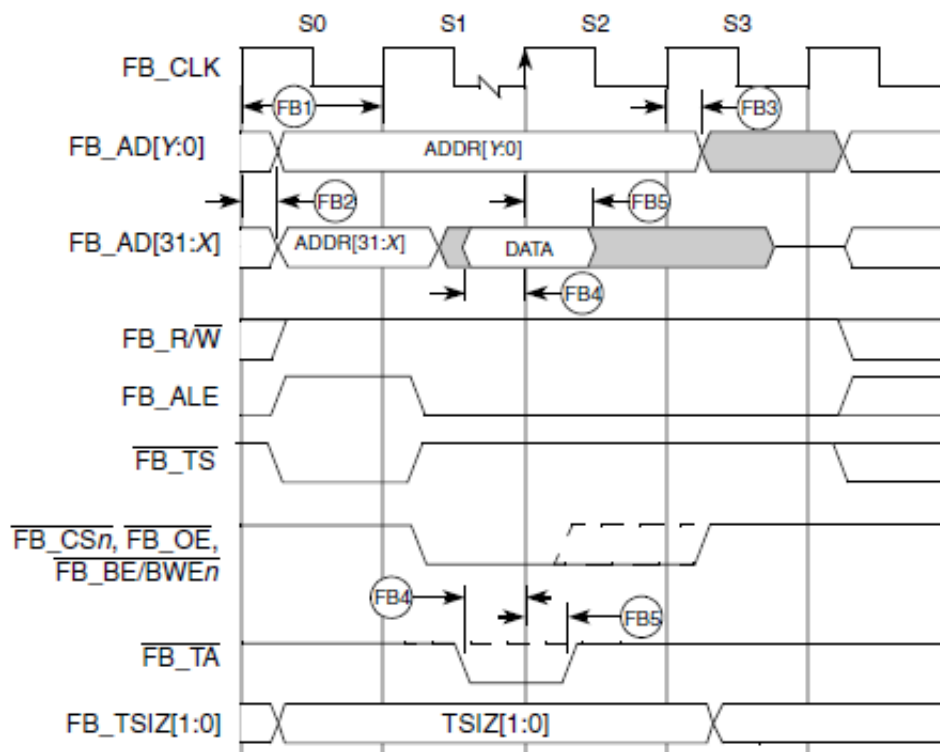 S0 S1 S2 S3
FB_CLK
FB1 FB3
FB_AD[Y:0] ADDR[Y:0]
FB2 FB5
FB_AD[31:X] ADDR[31:X] DATA
FB4
FB_R/W
FB_ALE
FB_TS
FB_CSn, FB_OE,
FB_BE/BWEn
FB4 FB5
FB_TA
FB_TSIZ[1:0] TSIZ[1:0]